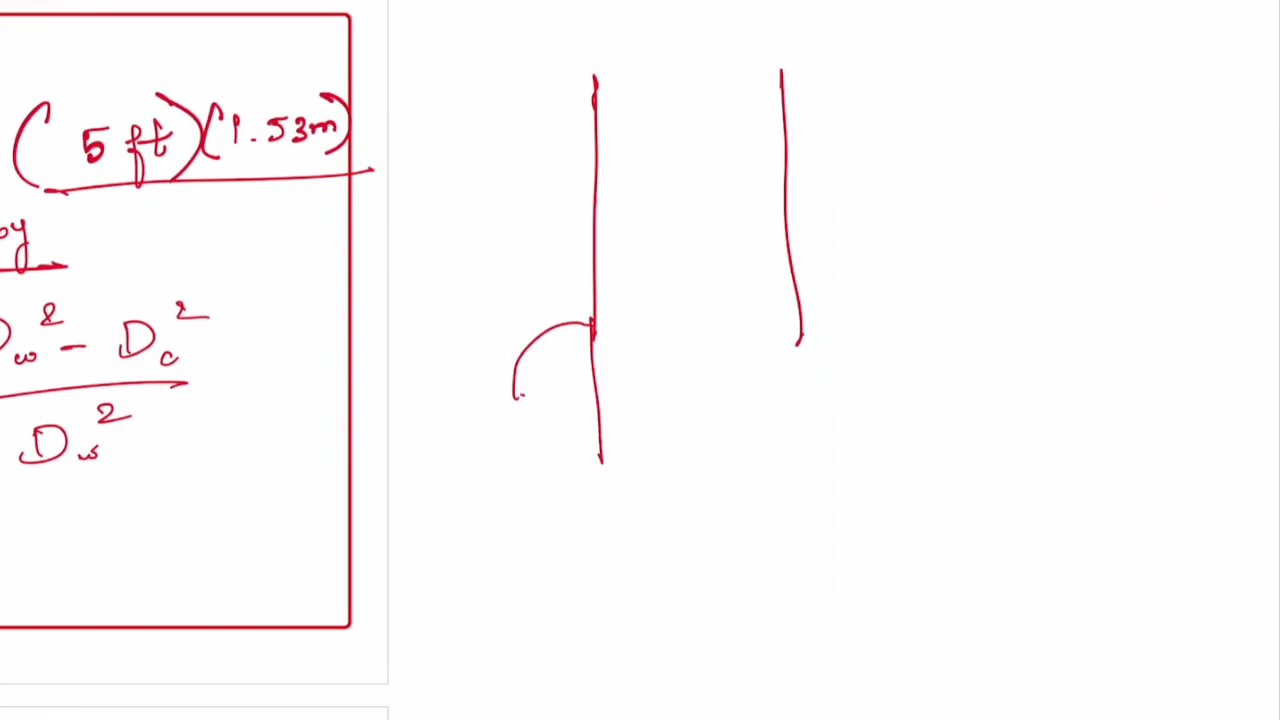 (5 ft)(1.53m)
Dw² - Dc²
Dw²